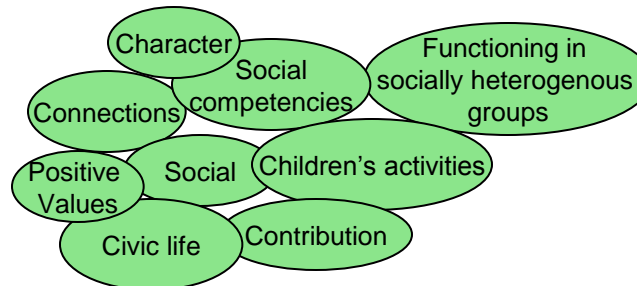 Character
Social
competencies
Functioning in
socially heterogenous
groups
Connections
Positive
Values
Social
Children's activities
Civic life
Contribution